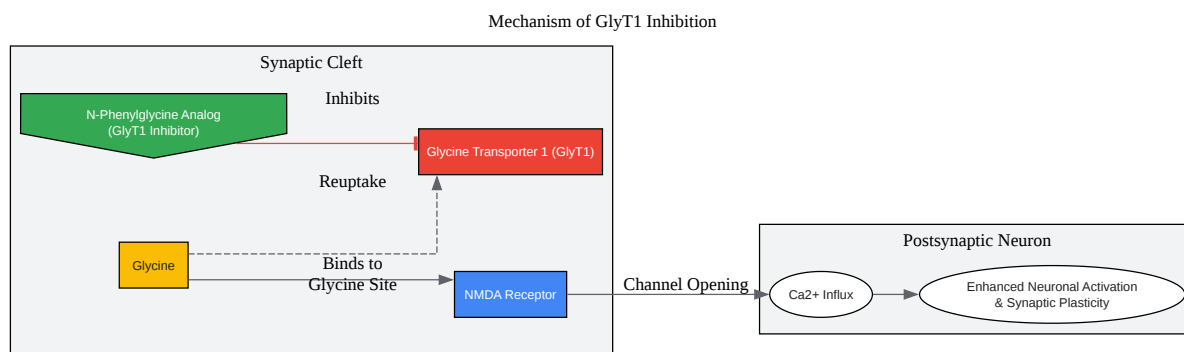 Mechanism of GlyT1 Inhibition
Synaptic Cleft
N-Phenylglycine Analog
(GlyT1 Inhibitor)
Inhibits
Glycine Transporter 1 (GlyT1)
Reuptake
Glycine
Binds to
Glycine Site
NMDA Receptor
Channel Opening
Postsynaptic Neuron
Ca2+ Influx
Enhanced Neuronal Activation
& Synaptic Plasticity